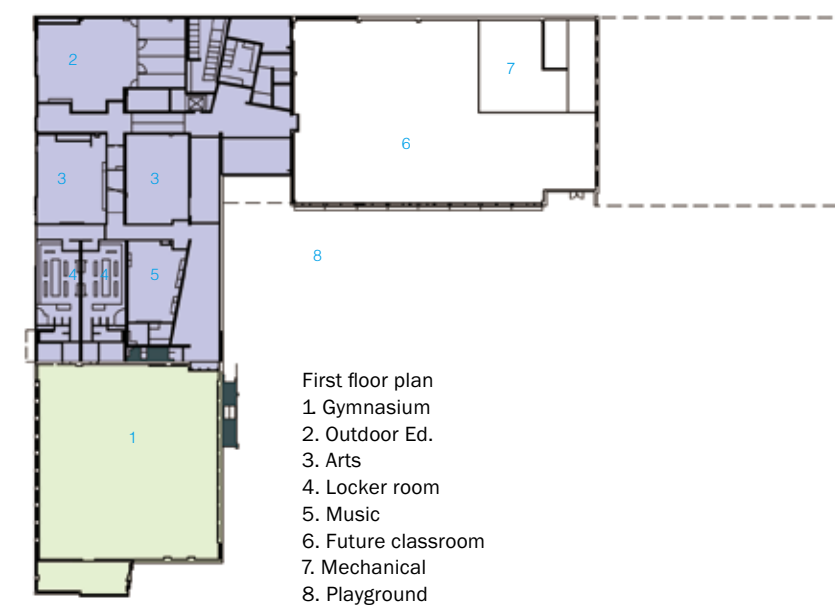 2
7
6
3
3
8
4
4
5
First floor plan
1. Gymnasium
2. Outdoor Ed.
3. Arts
4. Locker room
5. Music
6. Future classroom
7. Mechanical
8. Playground
1